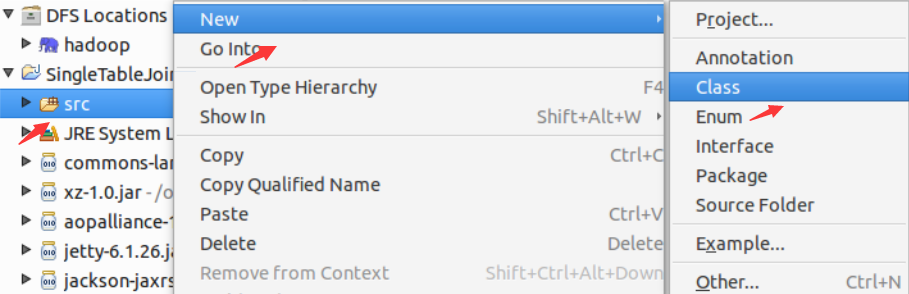 DFS Locations
hadoop
SingleTableJoin
src
JRE System L
commons-lan
xz-1.0.jar - /o
aopalliance-1
jetty-6.1.26.ja
jackson-jaxrs
New
Go Into
Open Type Hierarchy F4
Show In Shift+Alt+W
Copy Ctrl+C
Copy Qualified Name
Paste Ctrl+V
Delete Delete
Remove from Context Shift+Ctrl+Alt+Down
Project...
Annotation
Class
Enum
Interface
Package
Source Folder
Example...
Other... Ctrl+N